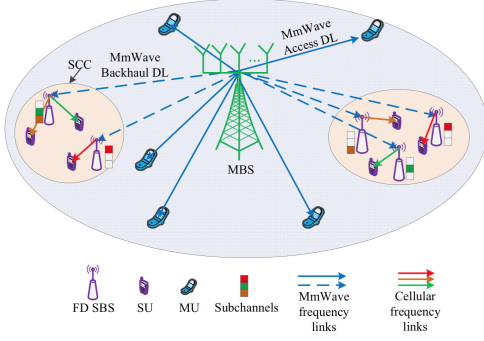 MmWave
Access DL
...
MmWave
Backhaul DL
SCC
MBS
FD SBS
SU
MU
Subchannels
MmWave
frequency
links
Cellular
frequency
links